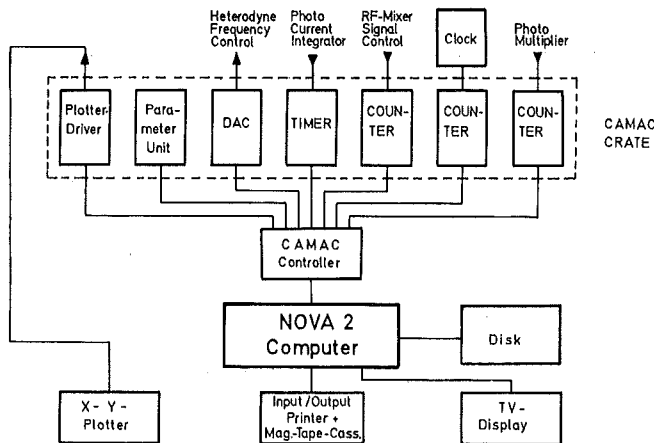 Heterodyne
Frequency
Control
Photo
Current
Integrator
RF-Mixer
Signal
Control
Clock
Photo
Multiplier
Plotter-
Driver
Para-
meter
Unit
DAC
TIMER
COUN-
TER
COUN-
TER
COUN-
TER
CAMAC
CRATE
CAMAC
Controller
NOVA 2
Computer
Disk
X-Y-
Plotter
Input/Output
Printer +
Mag.-Tape-Cass.
TV-
Display